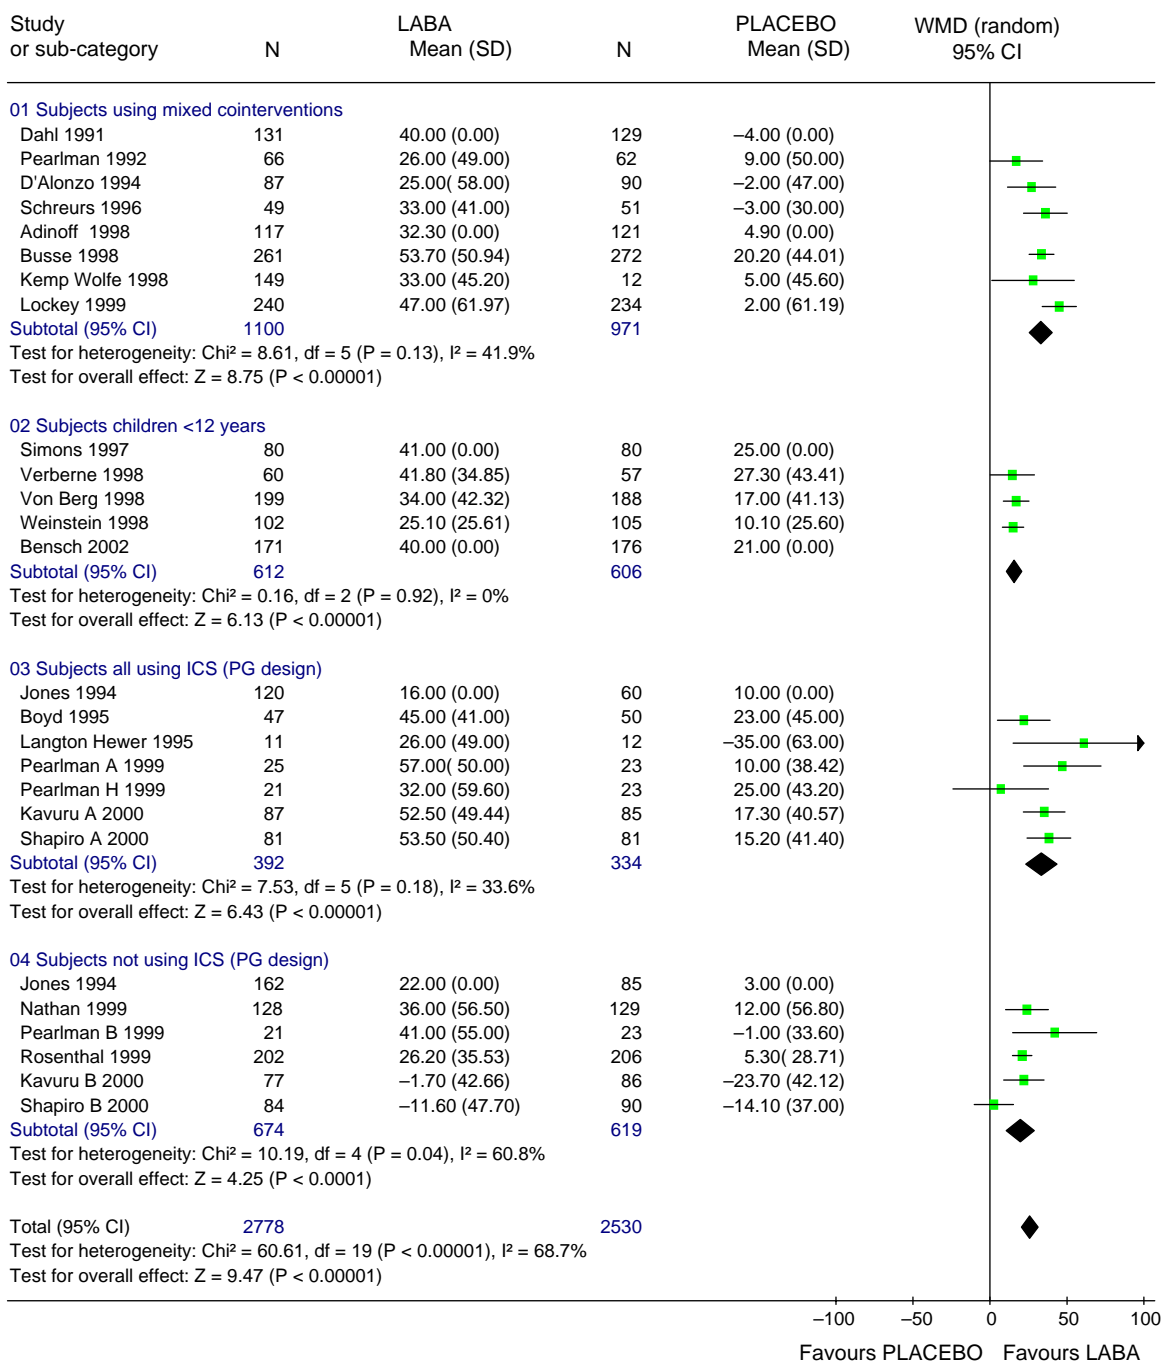 Study LABA PLACEBO WMD (random)
or sub-category N Mean (SD) N Mean (SD) 95% CI
01 Subjects using mixed cointerventions
Dahl 1991 131 40.00 (0.00) 129 −4.00 (0.00)
Pearlman 1992 66 26.00 (49.00) 62 9.00 (50.00)
D'Alonzo 1994 87 25.00( 58.00) 90 −2.00 (47.00)
Schreurs 1996 49 33.00 (41.00) 51 −3.00 (30.00)
Adinoff 1998 117 32.30 (0.00) 121 4.90 (0.00)
Busse 1998 261 53.70 (50.94) 272 20.20 (44.01)
Kemp Wolfe 1998 149 33.00 (45.20) 12 5.00 (45.60)
Lockey 1999 240 47.00 (61.97) 234 2.00 (61.19)
Subtotal (95% CI) 1100 971
Test for heterogeneity: Chi² = 8.61, df = 5 (P = 0.13), I² = 41.9%
Test for overall effect: Z = 8.75 (P < 0.00001)
02 Subjects children <12 years
Simons 1997 80 41.00 (0.00) 80 25.00 (0.00)
Verberne 1998 60 41.80 (34.85) 57 27.30 (43.41)
Von Berg 1998 199 34.00 (42.32) 188 17.00 (41.13)
Weinstein 1998 102 25.10 (25.61) 105 10.10 (25.60)
Bensch 2002 171 40.00 (0.00) 176 21.00 (0.00)
Subtotal (95% CI) 612 606
Test for heterogeneity: Chi² = 0.16, df = 2 (P = 0.92), I² = 0%
Test for overall effect: Z = 6.13 (P < 0.00001)
03 Subjects all using ICS (PG design)
Jones 1994 120 16.00 (0.00) 60 10.00 (0.00)
Boyd 1995 47 45.00 (41.00) 50 23.00 (45.00)
Langton Hewer 1995 11 26.00 (49.00) 12 −35.00 (63.00)
Pearlman A 1999 25 57.00( 50.00) 23 10.00 (38.42)
Pearlman H 1999 21 32.00 (59.60) 23 25.00 (43.20)
Kavuru A 2000 87 52.50 (49.44) 85 17.30 (40.57)
Shapiro A 2000 81 53.50 (50.40) 81 15.20 (41.40)
Subtotal (95% CI) 392 334
Test for heterogeneity: Chi² = 7.53, df = 5 (P = 0.18), I² = 33.6%
Test for overall effect: Z = 6.43 (P < 0.00001)
04 Subjects not using ICS (PG design)
Jones 1994 162 22.00 (0.00) 85 3.00 (0.00)
Nathan 1999 128 36.00 (56.50) 129 12.00 (56.80)
Pearlman B 1999 21 41.00 (55.00) 23 −1.00 (33.60)
Rosenthal 1999 202 26.20 (35.53) 206 5.30( 28.71)
Kavuru B 2000 77 −1.70 (42.66) 86 −23.70 (42.12)
Shapiro B 2000 84 −11.60 (47.70) 90 −14.10 (37.00)
Subtotal (95% CI) 674 619
Test for heterogeneity: Chi² = 10.19, df = 4 (P = 0.04), I² = 60.8%
Test for overall effect: Z = 4.25 (P < 0.0001)
Total (95% CI) 2778 2530
Test for heterogeneity: Chi² = 60.61, df = 19 (P < 0.00001), I² = 68.7%
Test for overall effect: Z = 9.47 (P < 0.00001)
−100 −50 0 50 100
Favours PLACEBO Favours LABA